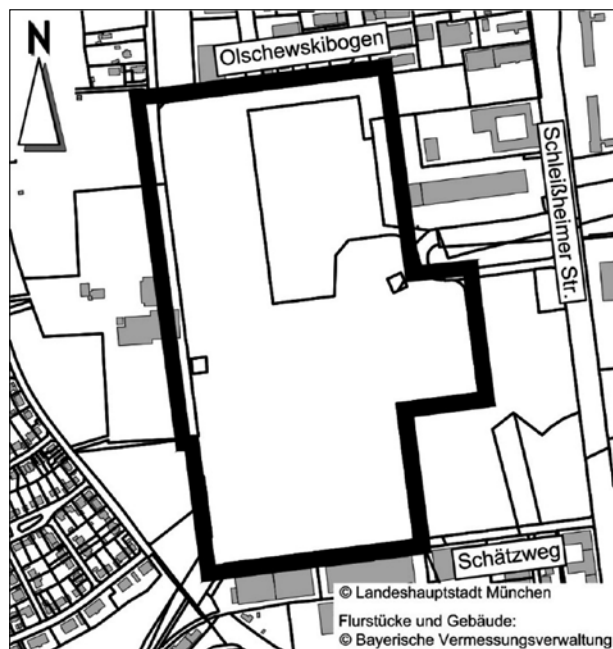 Olschewskibogen
N
Schleißheimer Str.
Schätzweg
© Landeshauptstadt München
Flurstücke und Gebäude:
© Bayerische Vermessungsverwaltung